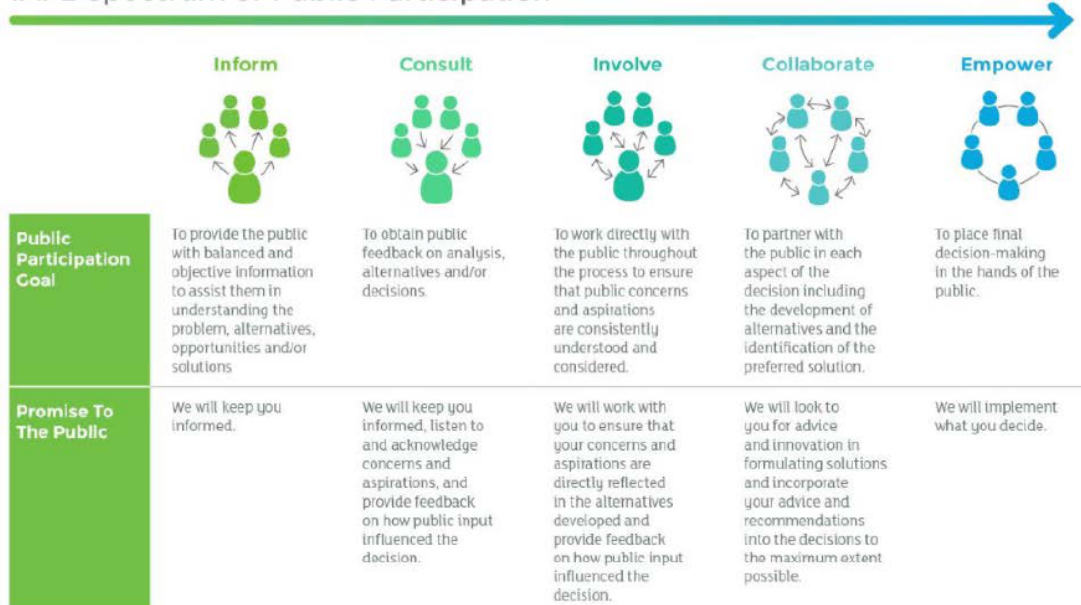 Inform
Consult
Involve
Collaborate
Empower
Public
Participation
Goal
To provide the public
with balanced and
objective information
to assist them in
understanding the
problem, alternatives,
opportunities and/or
solutions
To obtain public
feedback on analysis,
alternatives and/or
decisions.
To work directly with
the public throughout
the process to ensure
that public concerns
and aspirations
are consistently
understood and
considered.
To partner with
the public in each
aspect of the
decision including
the development of
alternatives and the
identification of the
preferred solution.
To place final
decision-making
in the hands of the
public.
Promise To
The Public
We will keep you
informed.
We will keep you
informed, listen to
and acknowledge
concerns and
aspirations, and
provide feedback
on how public input
influenced the
decision.
We will work with
you to ensure that
your concerns and
aspirations are
directly reflected
in the alternatives
developed and
provide feedback
on how public input
influenced the
decision.
We will look to
you for advice
and innovation in
formulating solutions
and incorporate
your advice and
recommendations
into the decisions to
the maximum extent
possible.
We will implement
what you decide.